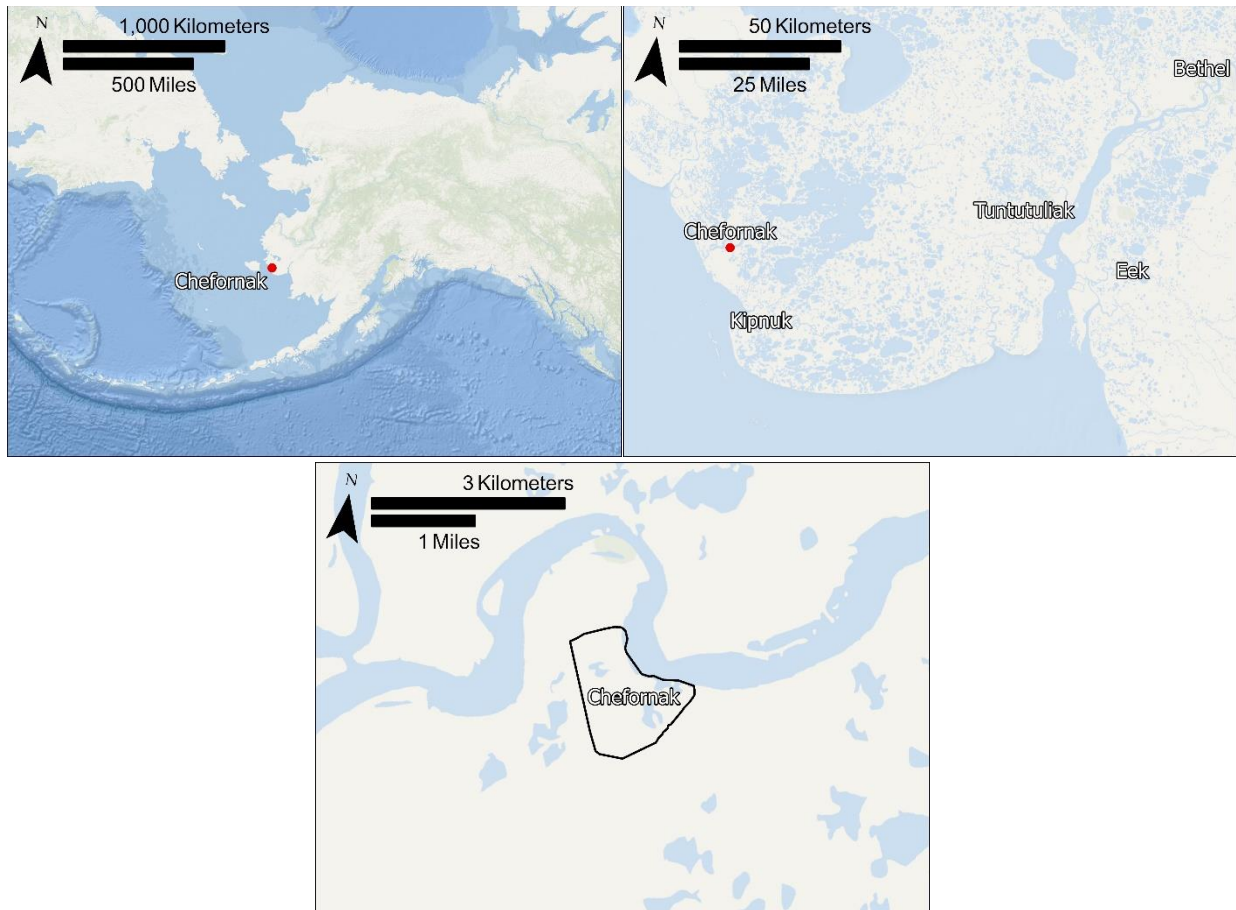 N
1,000 Kilometers
500 Miles
Chefornak
N
50 Kilometers
25 Miles
Bethel
Tuntutuliak
Chefornak
Eek
Kipnuk
N
3 Kilometers
1 Miles
Chefornak